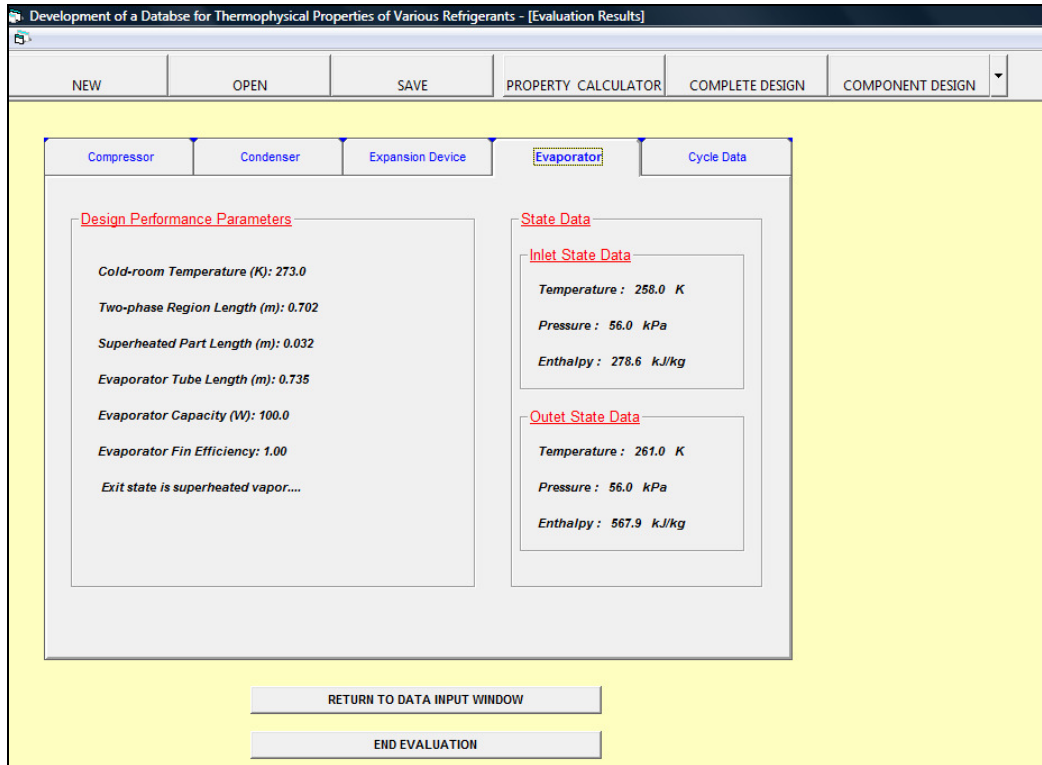 Development of a Databse for Thermophysical Properties of Various Refrigerants - [Evaluation Results]
NEW OPEN SAVE PROPERTY CALCULATOR COMPLETE DESIGN COMPONENT DESIGN
Compressor Condenser Expansion Device Evaporator Cycle Data
Design Performance Parameters
Cold-room Temperature (K): 273.0
Two-phase Region Length (m): 0.702
Superheated Part Length (m): 0.032
Evaporator Tube Length (m): 0.735
Evaporator Capacity (W): 100.0
Evaporator Fin Efficiency: 1.00
Exit state is superheated vapor....
State Data
Inlet State Data
Temperature : 258.0 K
Pressure : 56.0 kPa
Enthalpy : 278.6 kJ/kg
Outet State Data
Temperature : 261.0 K
Pressure : 56.0 kPa
Enthalpy : 567.9 kJ/kg
RETURN TO DATA INPUT WINDOW
END EVALUATION